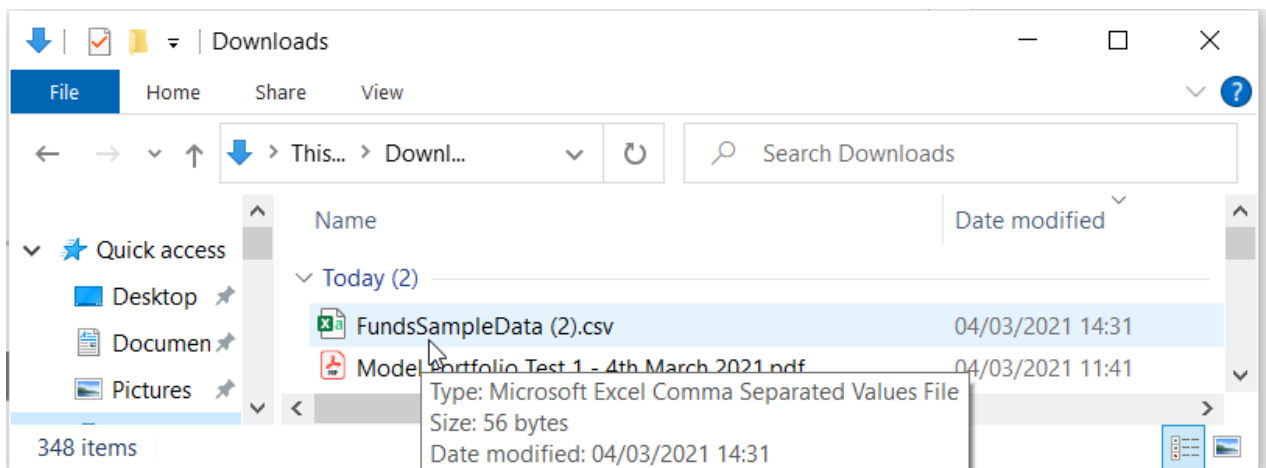 Downloads
File Home Share View
This... Downl... Search Downloads
Name Date modified
Quick access
Today (2)
Desktop
FundsSampleData (2).csv 04/03/2021 14:31
Documen
Model Portfolio Test 1 - 4th March 2021.pdf 04/03/2021 11:41
Pictures
Type: Microsoft Excel Comma Separated Values File
Size: 56 bytes
348 items
Date modified: 04/03/2021 14:31